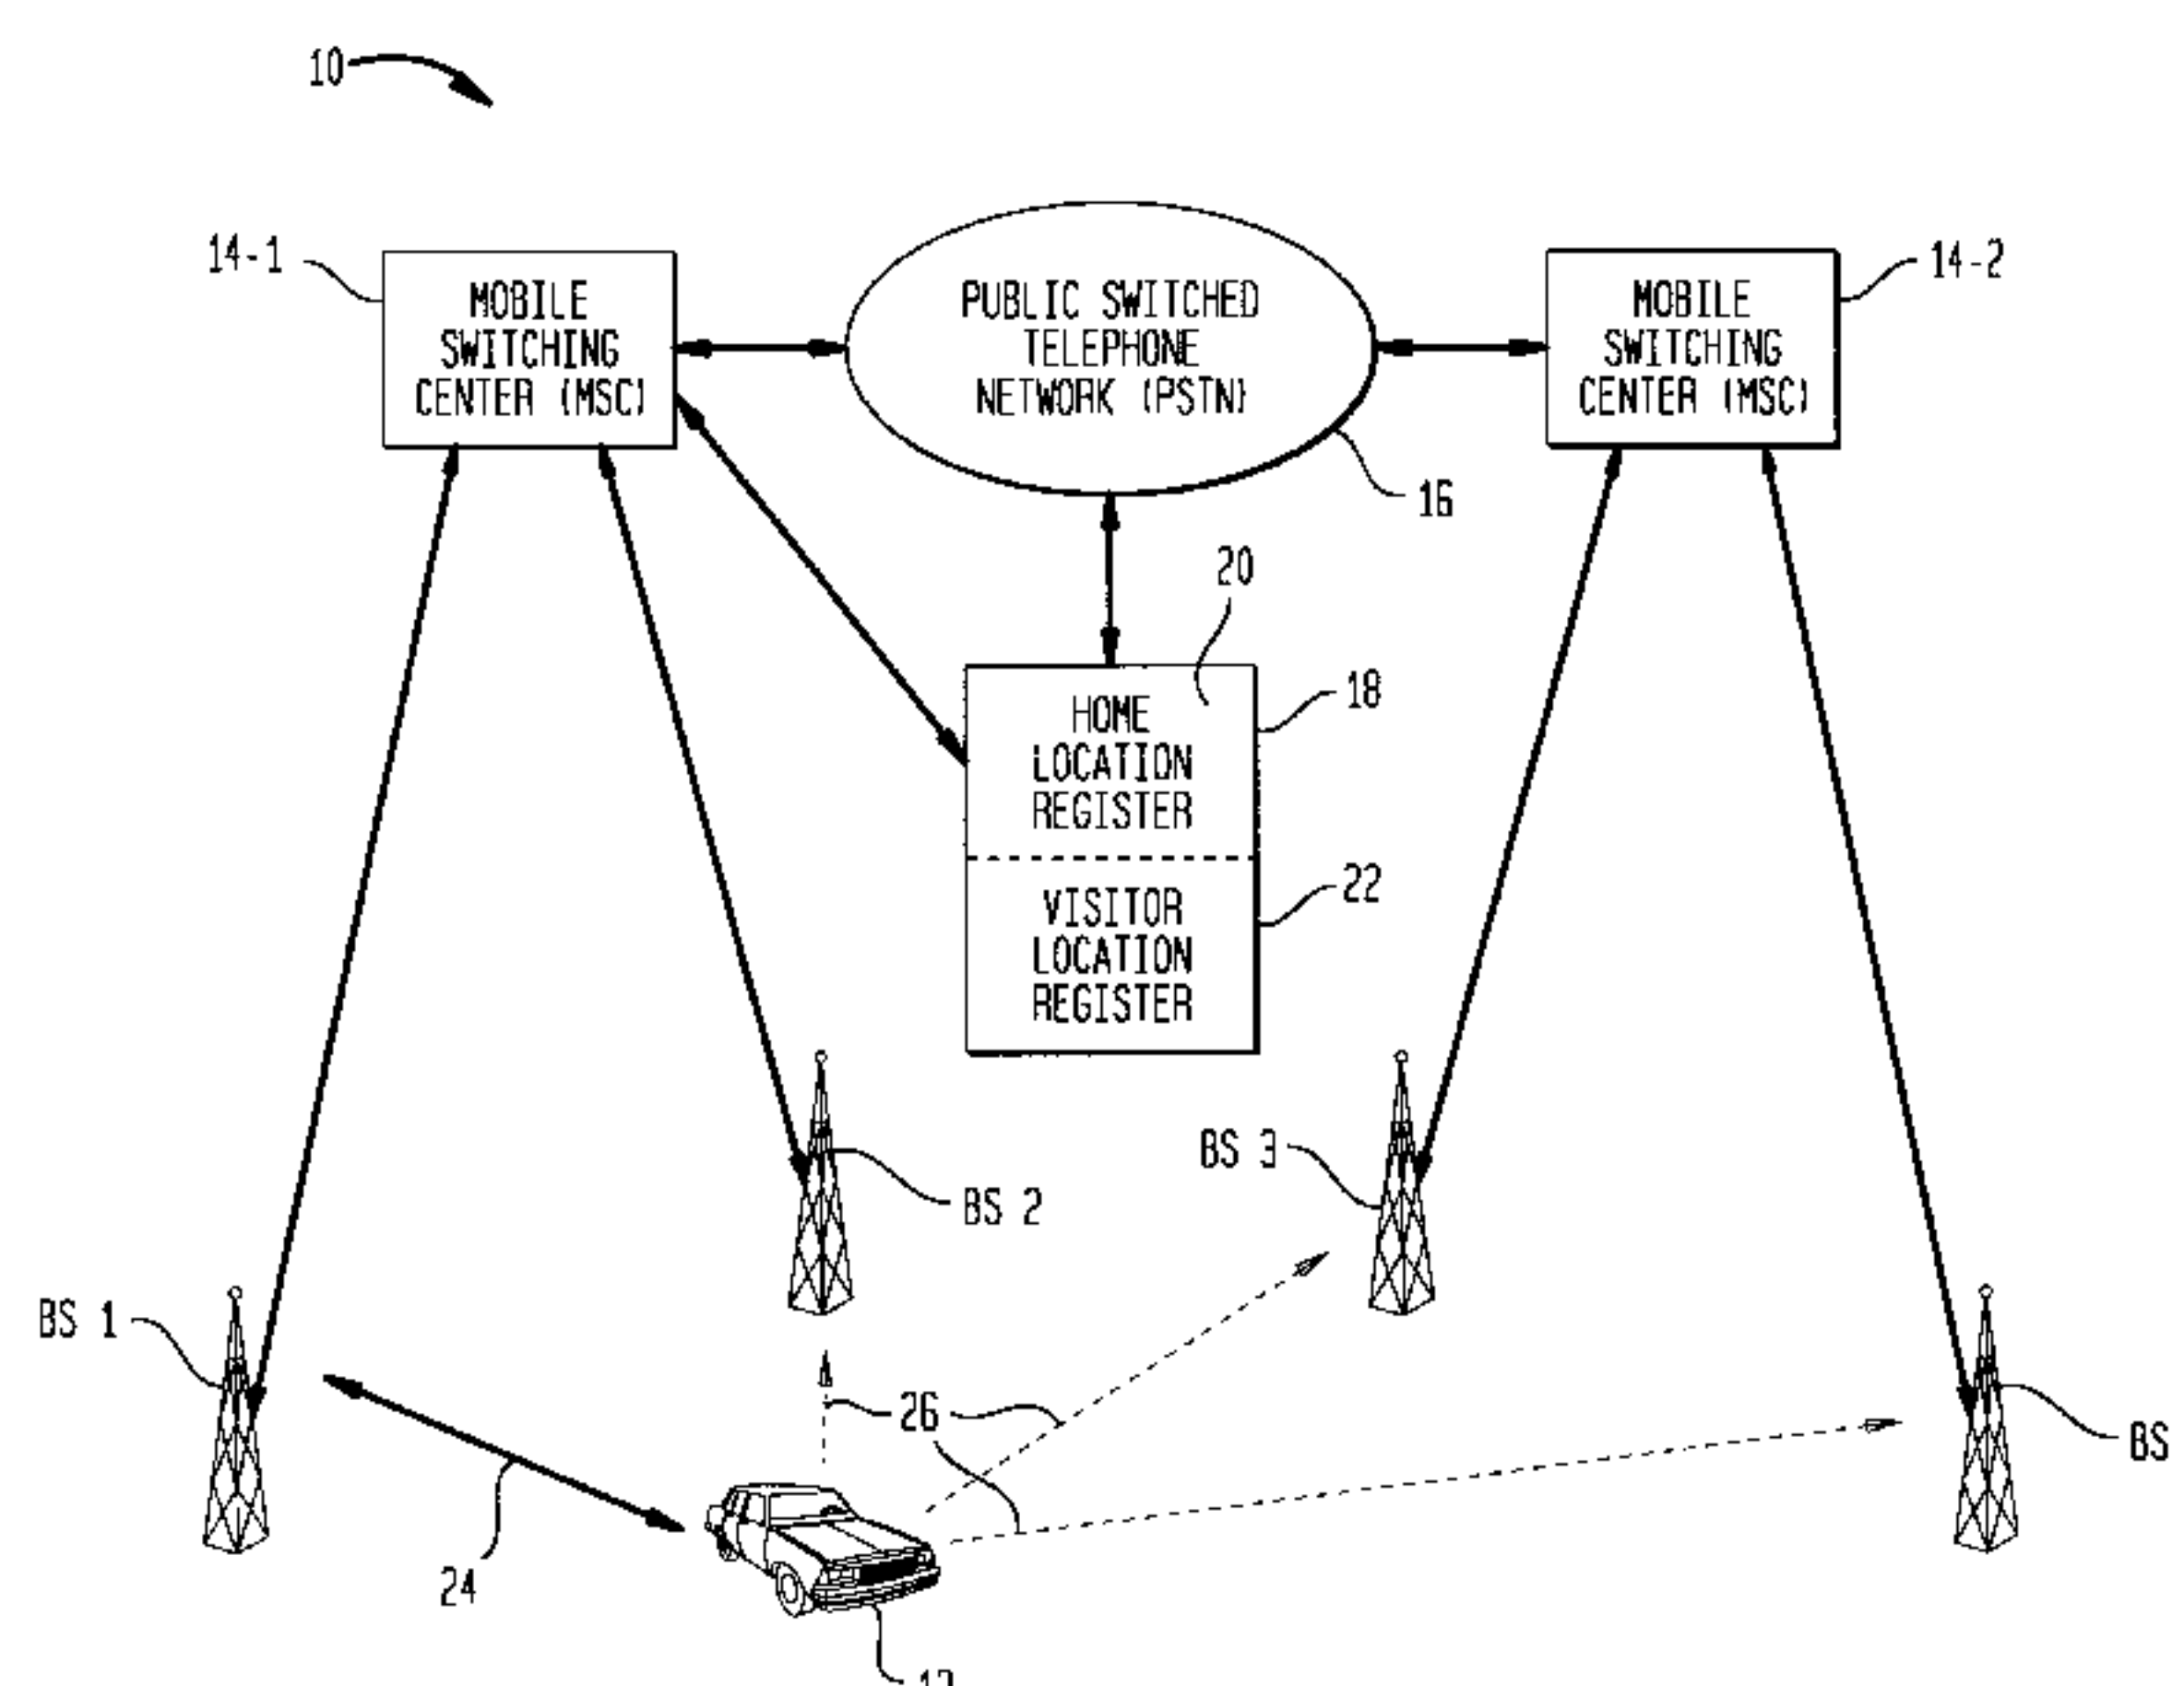 10
14-1
MOBILE
SWITCHING
CENTER (MSC)
PUBLIC SWITCHED
TELEPHONE
NETWORK (PSTN)
MOBILE
SWITCHING
CENTER (MSC)
14-2
16
20
HOME
LOCATION
REGISTER
18
VISITOR
LOCATION
REGISTER
22
BS 1
BS 2
BS 3
BS
24
26